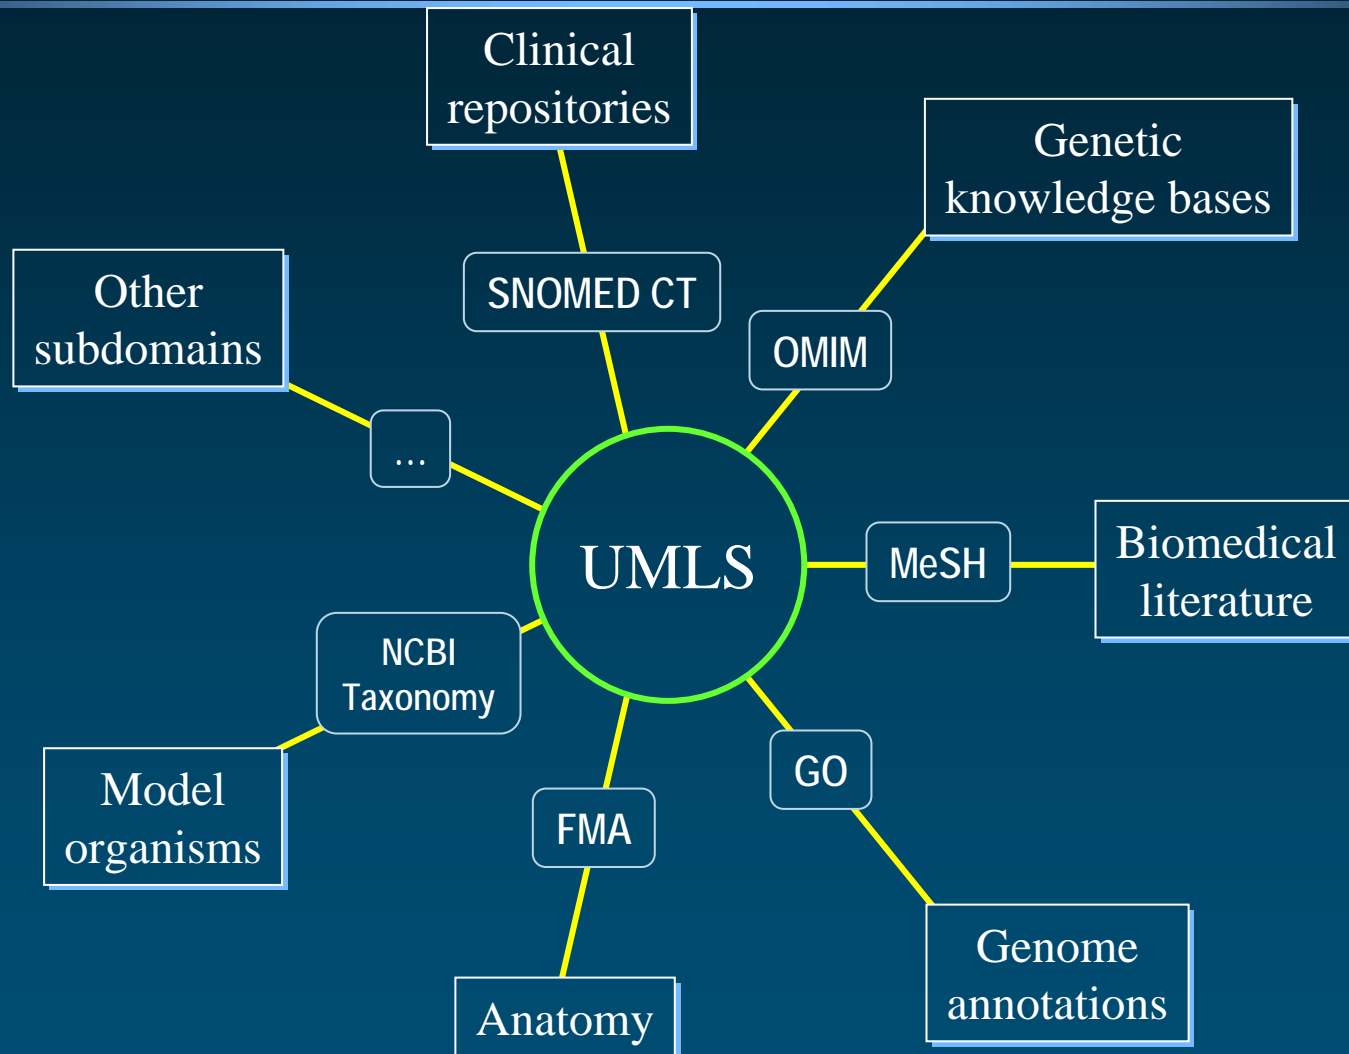 Clinical
repositories
Genetic
knowledge bases
Other
subdomains
SNOMED CT
OMIM
...
UMLS
MeSH
Biomedical
literature
NCBI
Taxonomy
GO
Model
organisms
FMA
Genome
annotations
Anatomy